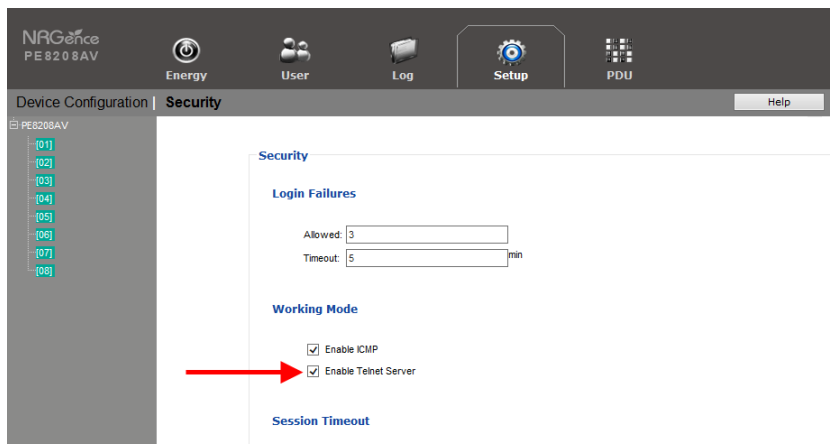 NRGence
PE8208AV
Energy
User
Log
Setup
PDU
Device Configuration | Security
Help
PE8208AV
[01]
[02]
[03]
[04]
[05]
[06]
[07]
[08]
Security
Login Failures
Allowed: 3
Timeout: 5 min
Working Mode
Enable ICMP
Enable Telnet Server
Session Timeout